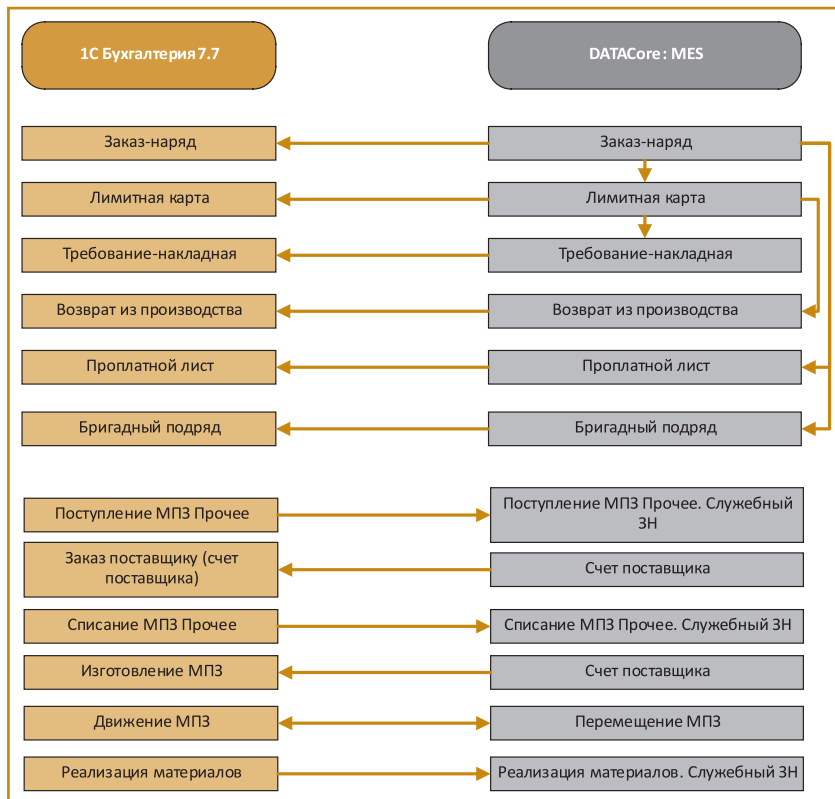 1С Бухгалтерия 7.7
DATACore: MES
Заказ-наряд
Заказ-наряд
Лимитная карта
Лимитная карта
Требование-накладная
Требование-накладная
Возврат из производства
Возврат из производства
Проплатной лист
Проплатной лист
Бригадный подряд
Бригадный подряд
Поступление МПЗ Прочее
Поступление МПЗ Прочее. Служебный
ЗН
Заказ поставщику (счет
поставщика)
Счет поставщика
Списание МПЗ Прочее
Списание МПЗ Прочее. Служебный ЗН
Изготовление МПЗ
Счет поставщика
Движение МПЗ
Перемещение МПЗ
Реализация материалов
Реализация материалов. Служебный ЗН